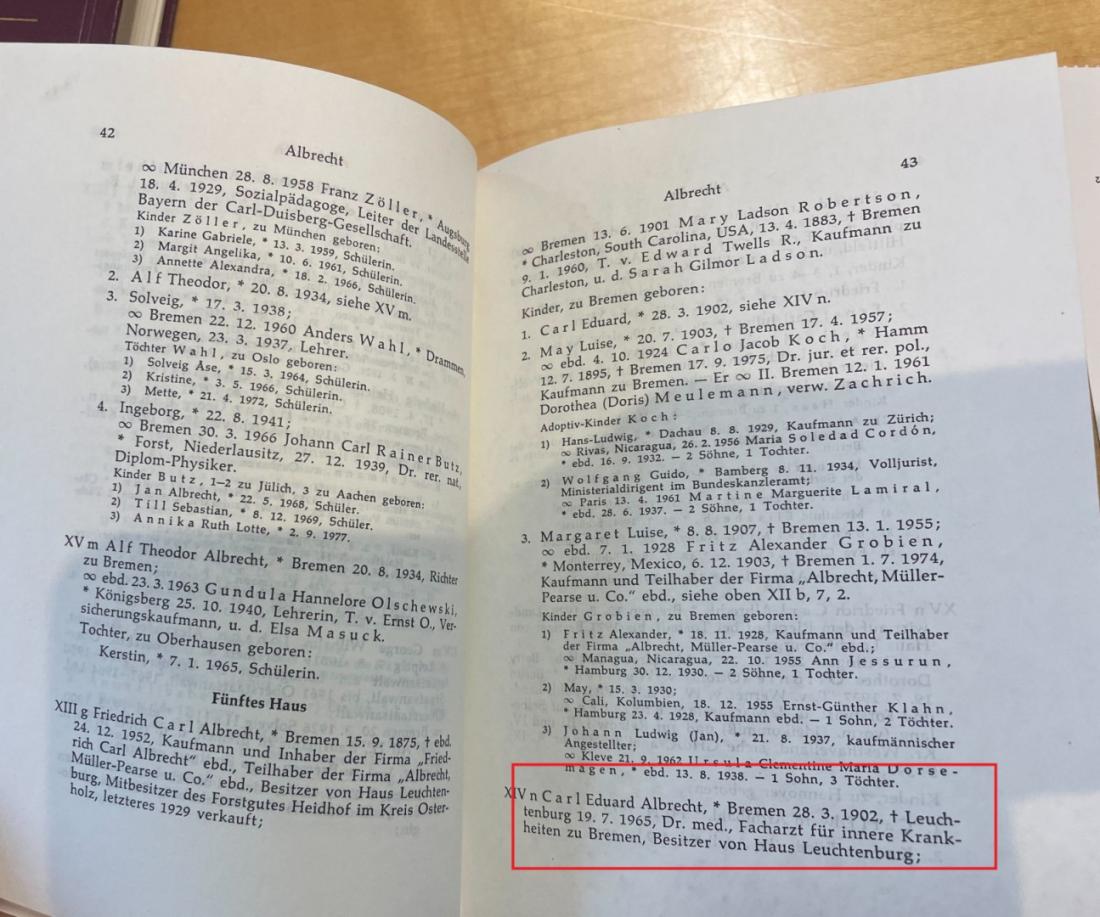 42
Albrecht
∞ München 28. 8. 1958 Franz Zöller, * Augsburg
18. 4. 1929, Sozialpädagoge, Leiter der Landesstelle
Bayern der Carl-Duisberg-Gesellschaft.
Kinder Zöller, zu München geboren;
1) Karine Gabriele, * 13. 3. 1959, Schülerin.
2) Margit Angelika, * 10. 6. 1961, Schülerin.
3) Annette Alexandra, * 18. 2. 1966, Schülerin.
2. Alf Theodor, * 20. 8. 1934, siehe XV m.
3. Solveig, * 17. 3. 1938;
∞ Bremen 22. 12. 1960 Anders Wahl, * Drammen,
Norwegen, 23. 3. 1937, Lehrer.
Töchter Wahl, zu Oslo geboren:
1) Solveig Åse, * 15. 3. 1964, Schülerin.
2) Kristine, * 3. 5. 1966, Schülerin.
3) Mette, * 21. 4. 1972, Schülerin.
4. Ingeborg, * 22. 8. 1941;
∞ Bremen 30. 3. 1966 Johann Carl Rainer Butz,
* Forst, Niederlausitz, 27. 12. 1939, Dr. rer. nat,
Diplom-Physiker.
Kinder Butz, 1—2 zu Jülich, 3 zu Aachen geboren:
1) Jan Albrecht, * 22. 5. 1968, Schüler.
2) Till Sebastian, * 8. 12. 1969, Schüler.
3) Annika Ruth Lotte, * 2. 9. 1977.
XV m Alf Theodor Albrecht, * Bremen 20. 8. 1934, Richter
zu Bremen;
∞ ebd. 23. 3. 1963 Gundula Hannelore Olschewski,
* Königsberg 25. 10. 1940, Lehrerin, T. v. Ernst O., Ver-
sicherungskaufmann, u. d. Elsa Masuck.
Tochter, zu Oberhausen geboren:
Kerstin, * 7. 1. 1965, Schülerin.
Fünftes Haus
XIII g Friedrich Carl Albrecht, * Bremen 15. 9. 1875, † ebd.
24. 12. 1952, Kaufmann und Inhaber der Firma „Fried-
rich Carl Albrecht“ ebd., Teilhaber der Firma „Albrecht,
Müller-Pearse u. Co.“ ebd., Besitzer von Haus Leuchten-
burg, Mitbesitzer des Forstgutes Heidhof im Kreis Oster-
holz, letzteres 1929 verkauft;
43
Albrecht
∞ Bremen 13. 6. 1901 Mary Ladson Robertson,
* Charleston, South Carolina, USA, 13. 4. 1883, † Bremen
9. 1. 1960, T. v. Edward Twells R., Kaufmann zu
Charleston, u. d. Sarah Gilmor Ladson.
Kinder, zu Bremen geboren:
1. Carl Eduard, * 28. 3. 1902, siehe XIV n.
2. May Luise, * 20. 7. 1903, † Bremen 17. 4. 1957;
∞ ebd. 4. 10. 1924 Carlo Jacob Koch, * Hamm
12. 7. 1895, † Bremen 17. 9. 1975, Dr. jur. et rer. pol.,
Kaufmann zu Bremen. — Er ∞ II. Bremen 12. 1. 1961
Dorothea (Doris) Meulemann, verw. Zachrich.
Adoptiv-Kinder Koch:
1) Hans-Ludwig, * Dachau 8. 8. 1929, Kaufmann zu Zürich;
∞ Rivas, Nicaragua, 26. 2. 1956 Maria Soledad Cordón,
* ebd. 16. 9. 1932. — 2 Söhne, 1 Tochter.
2) Wolfgang Guido, * Bamberg 8. 11. 1934, Volljurist,
Ministerialdirigent im Bundeskanzleramt;
∞ Paris 13. 4. 1961 Martine Marguerite Lamiral,
* ebd. 28. 6. 1937. — 2 Söhne, 1 Tochter.
3. Margaret Luise, * 8. 8. 1907, † Bremen 13. 1. 1955;
∞ ebd. 7. 1. 1928 Fritz Alexander Grobien,
* Monterrey, Mexico, 6. 12. 1903, † Bremen 1. 7. 1974,
Kaufmann und Teilhaber der Firma „Albrecht, Müller-
Pearse u. Co.“ ebd., siehe oben XII b, 7, 2.
Kinder Grobien, zu Bremen geboren:
1) Fritz Alexander, * 18. 11. 1928, Kaufmann und Teilhaber
der Firma „Albrecht, Müller-Pearse u. Co.“ ebd.;
∞ Managua, Nicaragua, 22. 10. 1955 Ann Jessurun,
* Hamburg 30. 12. 1930. — 2 Söhne, 1 Tochter.
2) May, * 15. 3. 1930;
∞ Cali, Kolumbien, 18. 12. 1955 Ernst-Günther Klahn,
* Hamburg 23. 4. 1928, Kaufmann ebd. — 1 Sohn, 2 Töchter.
3) Johann Ludwig (Jan), * 21. 8. 1937, kaufmännischer
Angestellter;
∞ Kleve 21. 9. 1962 Ursula Clementine Maria Dorse-
magen, * ebd. 13. 8. 1938. — 1 Sohn, 3 Töchter.
XIV n Carl Eduard Albrecht, * Bremen 28. 3. 1902, † Leuch-
tenburg 19. 7. 1965, Dr. med., Facharzt für innere Krank-
heiten zu Bremen, Besitzer von Haus Leuchtenburg;